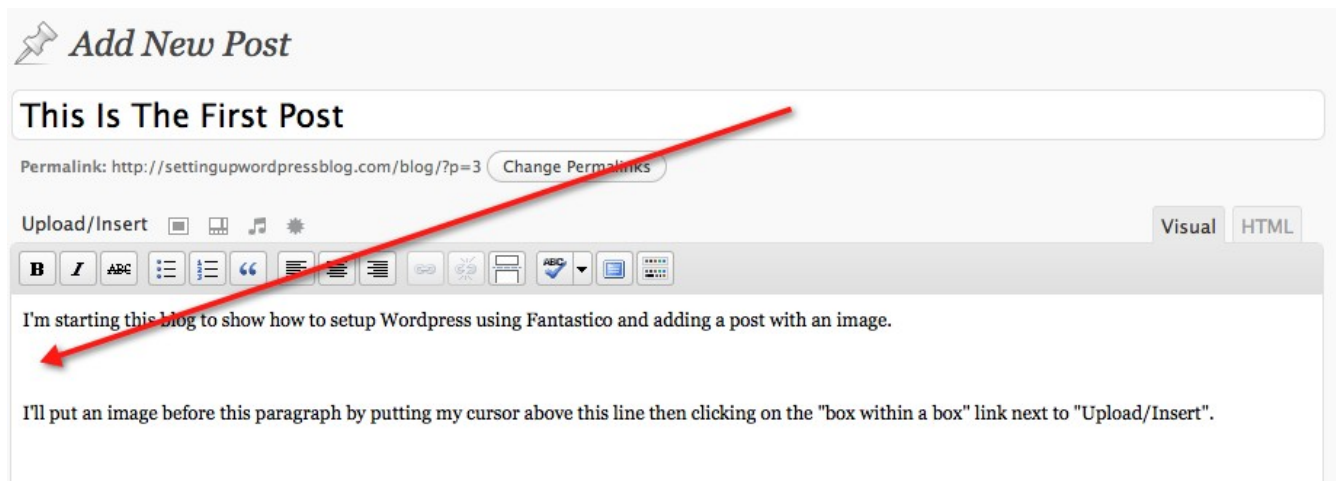 Add New Post
This Is The First Post
Permalink: http://settingupwordpressblog.com/blog/?p=3 Change Permalinks
Upload/Insert Visual HTML
B I ABC ABC
I'm starting this blog to show how to setup Wordpress using Fantastico and adding a post with an image.
I'll put an image before this paragraph by putting my cursor above this line then clicking on the "box within a box" link next to "Upload/Insert".